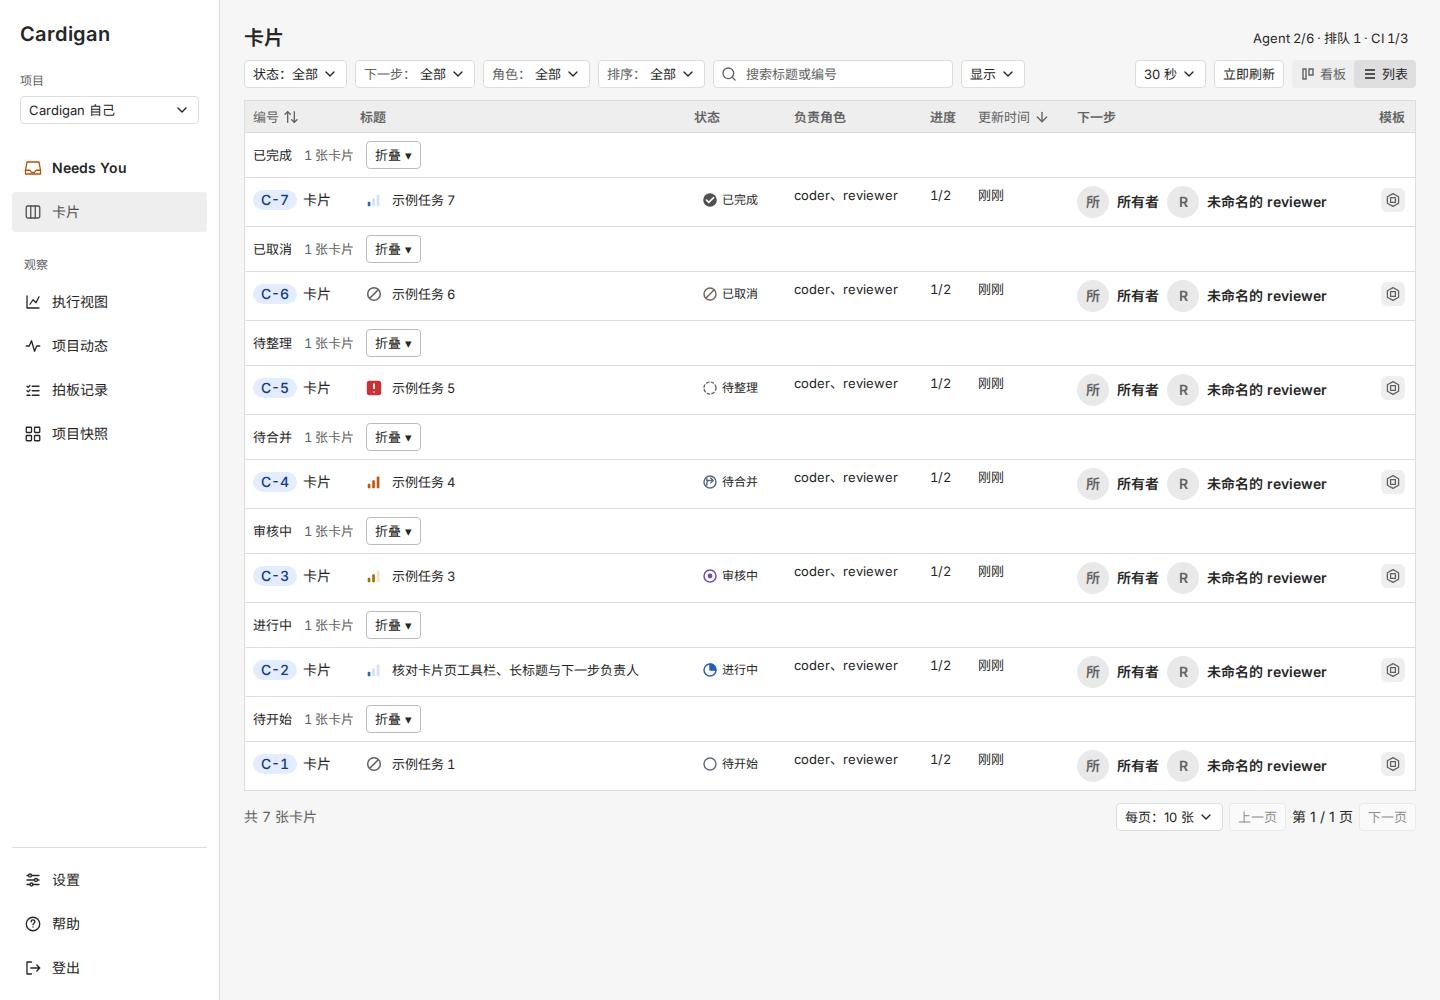 Cardigan
项目
Cardigan 自己
Needs You
卡片
观察
执行视图
项目动态
拍板记录
项目快照
设置
帮助
登出
卡片
Agent 2/6 · 排队 1 · CI 1/3
状态：全部 下一步： 全部 角色： 全部 排序： 全部 搜索标题或编号 显示 30 秒 立即刷新 看板 列表
编号 标题 状态 负责角色 进度 更新时间 下一步 模板
已完成 1 张卡片 折叠 ▾
C-7 卡片 示例任务 7 已完成 coder、reviewer 1/2 刚刚 所 所有者 R 未命名的 reviewer
已取消 1 张卡片 折叠 ▾
C-6 卡片 示例任务 6 已取消 coder、reviewer 1/2 刚刚 所 所有者 R 未命名的 reviewer
待整理 1 张卡片 折叠 ▾
C-5 卡片 示例任务 5 待整理 coder、reviewer 1/2 刚刚 所 所有者 R 未命名的 reviewer
待合并 1 张卡片 折叠 ▾
C-4 卡片 示例任务 4 待合并 coder、reviewer 1/2 刚刚 所 所有者 R 未命名的 reviewer
审核中 1 张卡片 折叠 ▾
C-3 卡片 示例任务 3 审核中 coder、reviewer 1/2 刚刚 所 所有者 R 未命名的 reviewer
进行中 1 张卡片 折叠 ▾
C-2 卡片 核对卡片页工具栏、长标题与下一步负责人 进行中 coder、reviewer 1/2 刚刚 所 所有者 R 未命名的 reviewer
待开始 1 张卡片 折叠 ▾
C-1 卡片 示例任务 1 待开始 coder、reviewer 1/2 刚刚 所 所有者 R 未命名的 reviewer
共 7 张卡片 每页：10 张 上一页 第 1 / 1 页 下一页